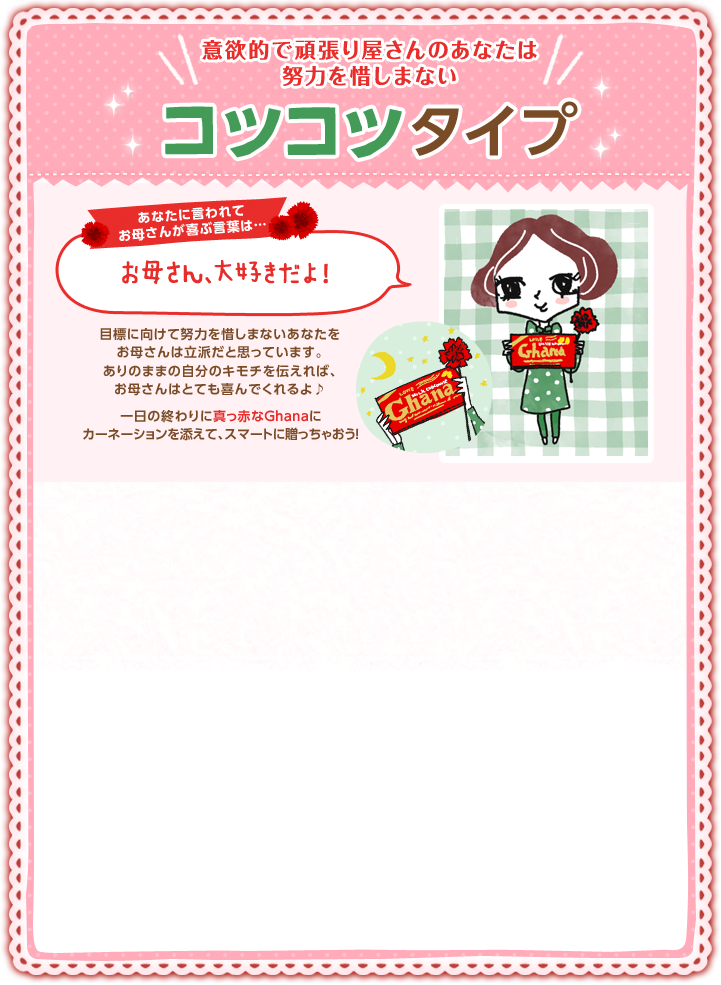 意欲的で頑張り屋さんのあなたは
努力を惜しまない
コツコツタイプ
あなたに言われて
お母さんが喜ぶ言葉は…
お母さん、大好きだよ!
目標に向けて努力を惜しまないあなたを
お母さんは立派だと思っています。
ありのままの自分のキモチを伝えれば、
お母さんはとても喜んでくれるよ♪
一日の終わりに真っ赤なGhanaに
カーネーションを添えて、スマートに贈っちゃおう!
LOTTE
Ghana
LOTTE
Ghana